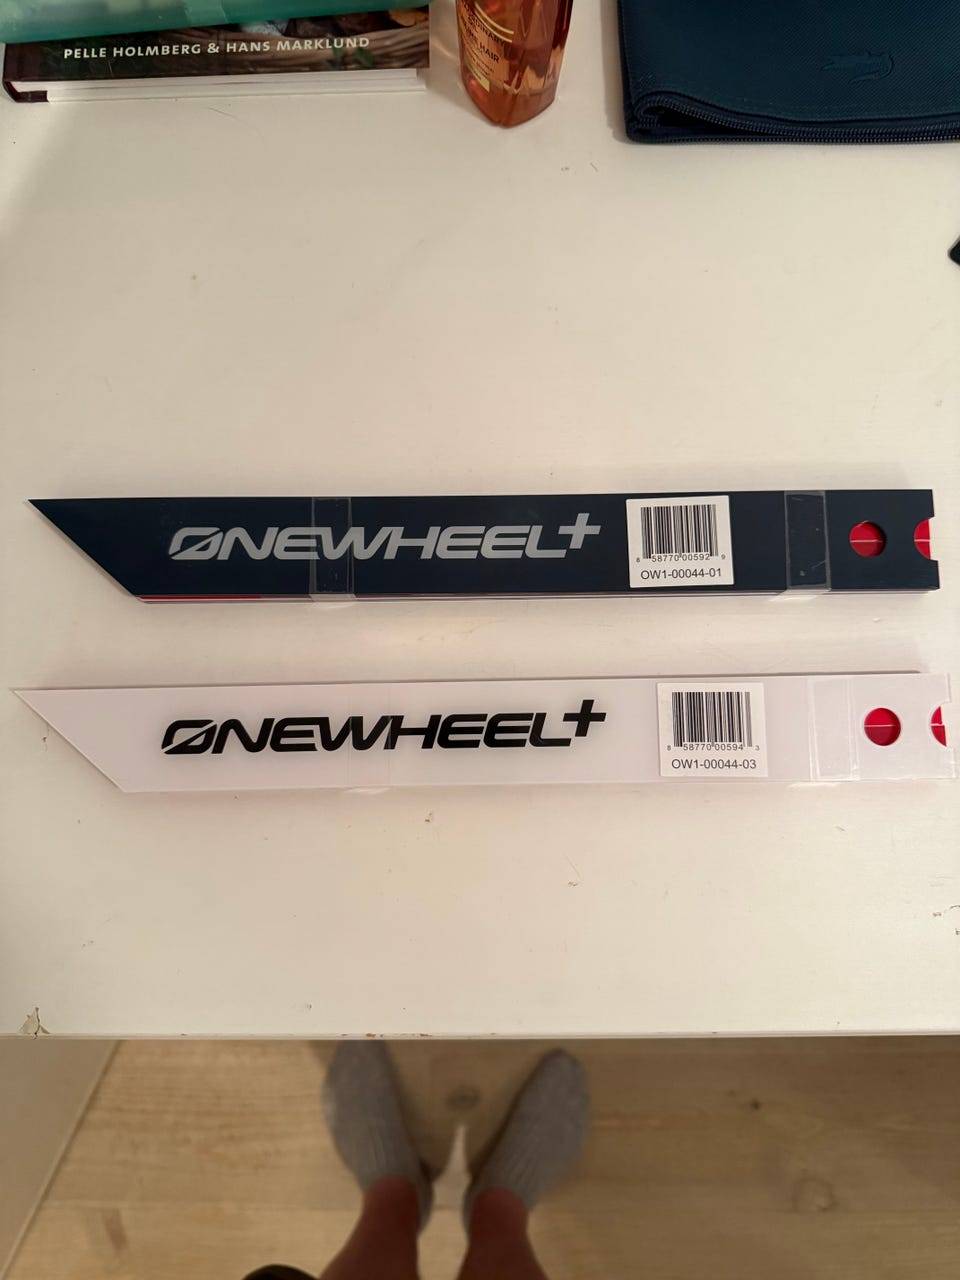 PELLE HOLMBERG & HANS MARKLUND
HAIR
ONEWHEEL+
8 58770 00592 9
OW1-00044-01
ONEWHEEL+
8 58770 00594 3
OW1-00044-03